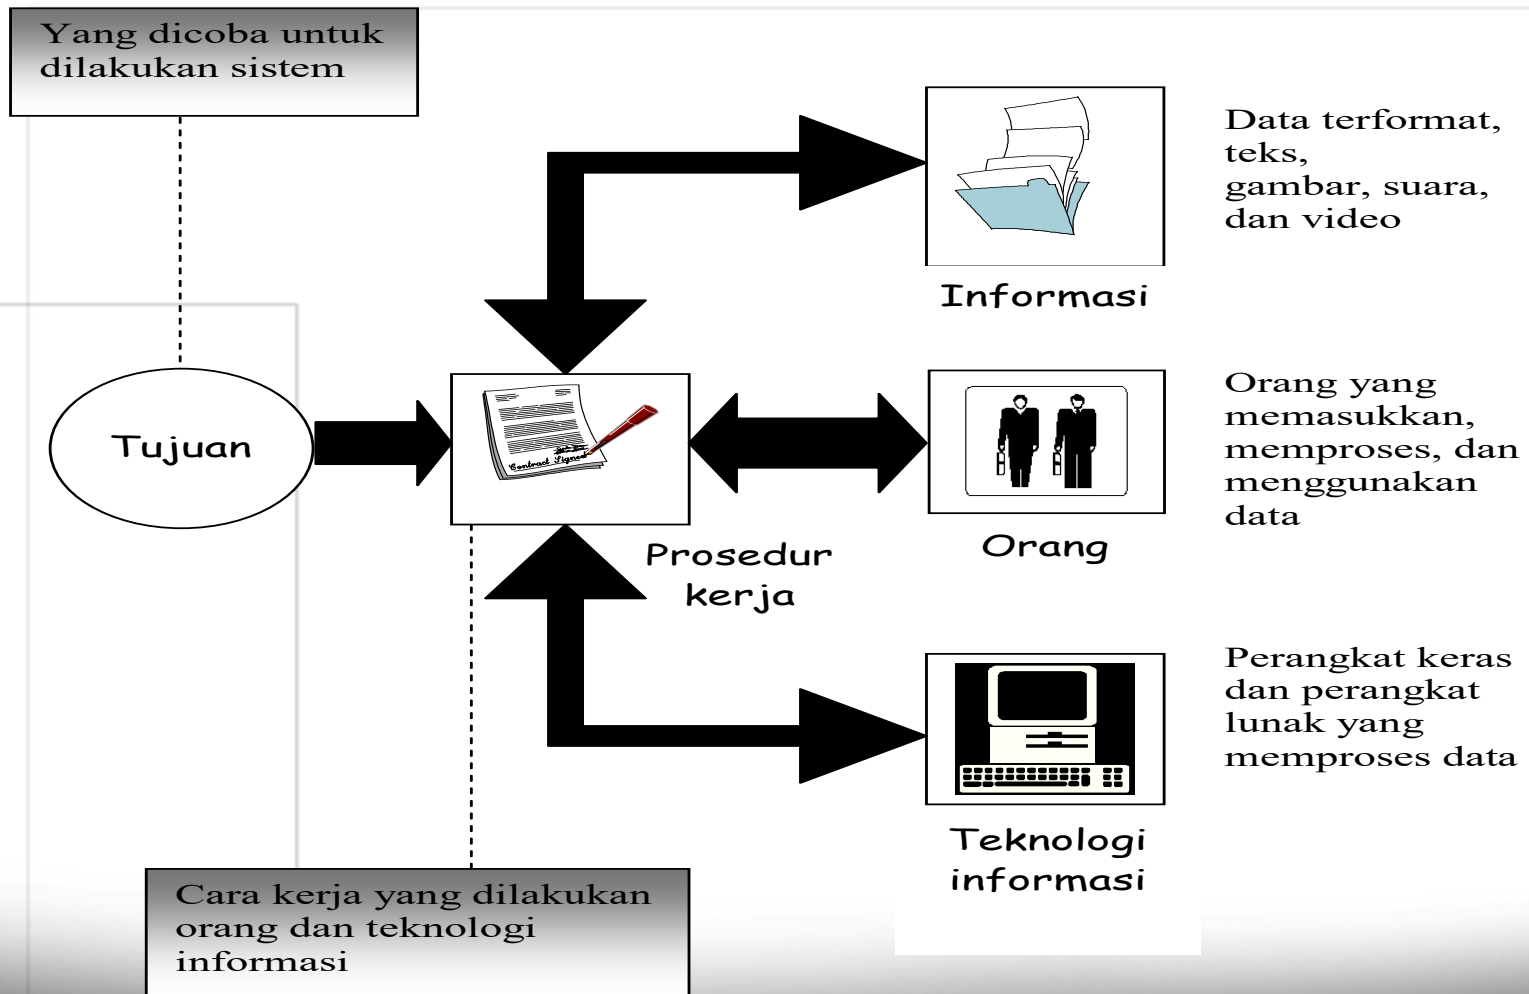 Yang dicoba untuk
dilakukan sistem
Data terformat,
teks,
gambar, suara,
dan video
Informasi
Tujuan
Contract Signed
Prosedur
kerja
Orang yang
memasukkan,
memproses, dan
menggunakan
data
Orang
Perangkat keras
dan perangkat
lunak yang
memproses data
Teknologi
informasi
Cara kerja yang dilakukan
orang dan teknologi
informasi